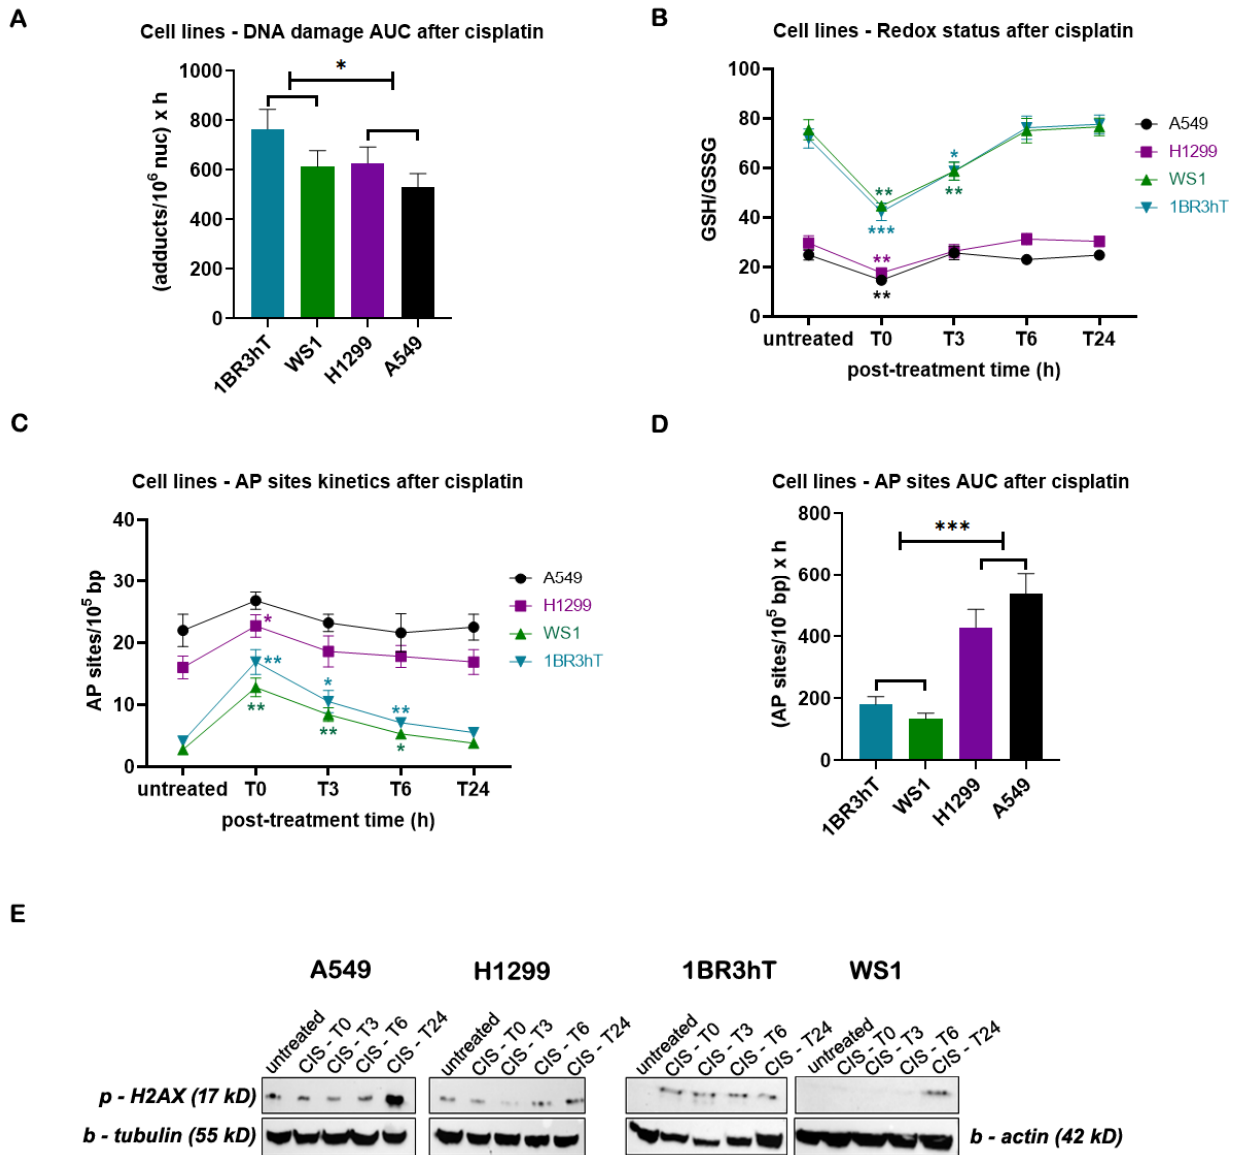 A
Cell lines - DNA damage AUC after cisplatin
(adducts/10⁶ nuc) x h
1000
800
600
400
200
0
*
1BR3hT
WS1
H1299
A549
B
Cell lines - Redox status after cisplatin
GSH/GSSG
100
80
60
40
20
0
*
**
**
***
**
**
untreated T0 T3 T6 T24
post-treatment time (h)
A549
H1299
WS1
1BR3hT
C
Cell lines - AP sites kinetics after cisplatin
AP sites/10⁵ bp
40
30
20
10
0
*
**
*
**
**
**
*
untreated T0 T3 T6 T24
post-treatment time (h)
A549
H1299
WS1
1BR3hT
D
Cell lines - AP sites AUC after cisplatin
(AP sites/10⁵ bp) x h
800
600
400
200
0
***
1BR3hT
WS1
H1299
A549
E
A549 H1299 1BR3hT WS1
untreated CIS - T0 CIS - T3 CIS - T6 CIS - T24
untreated CIS - T0 CIS - T3 CIS - T6 CIS - T24
untreated CIS - T0 CIS - T3 CIS - T6 CIS - T24
untreated CIS - T0 CIS - T3 CIS - T6 CIS - T24
p - H2AX (17 kD)
b - tubulin (55 kD)
b - actin (42 kD)